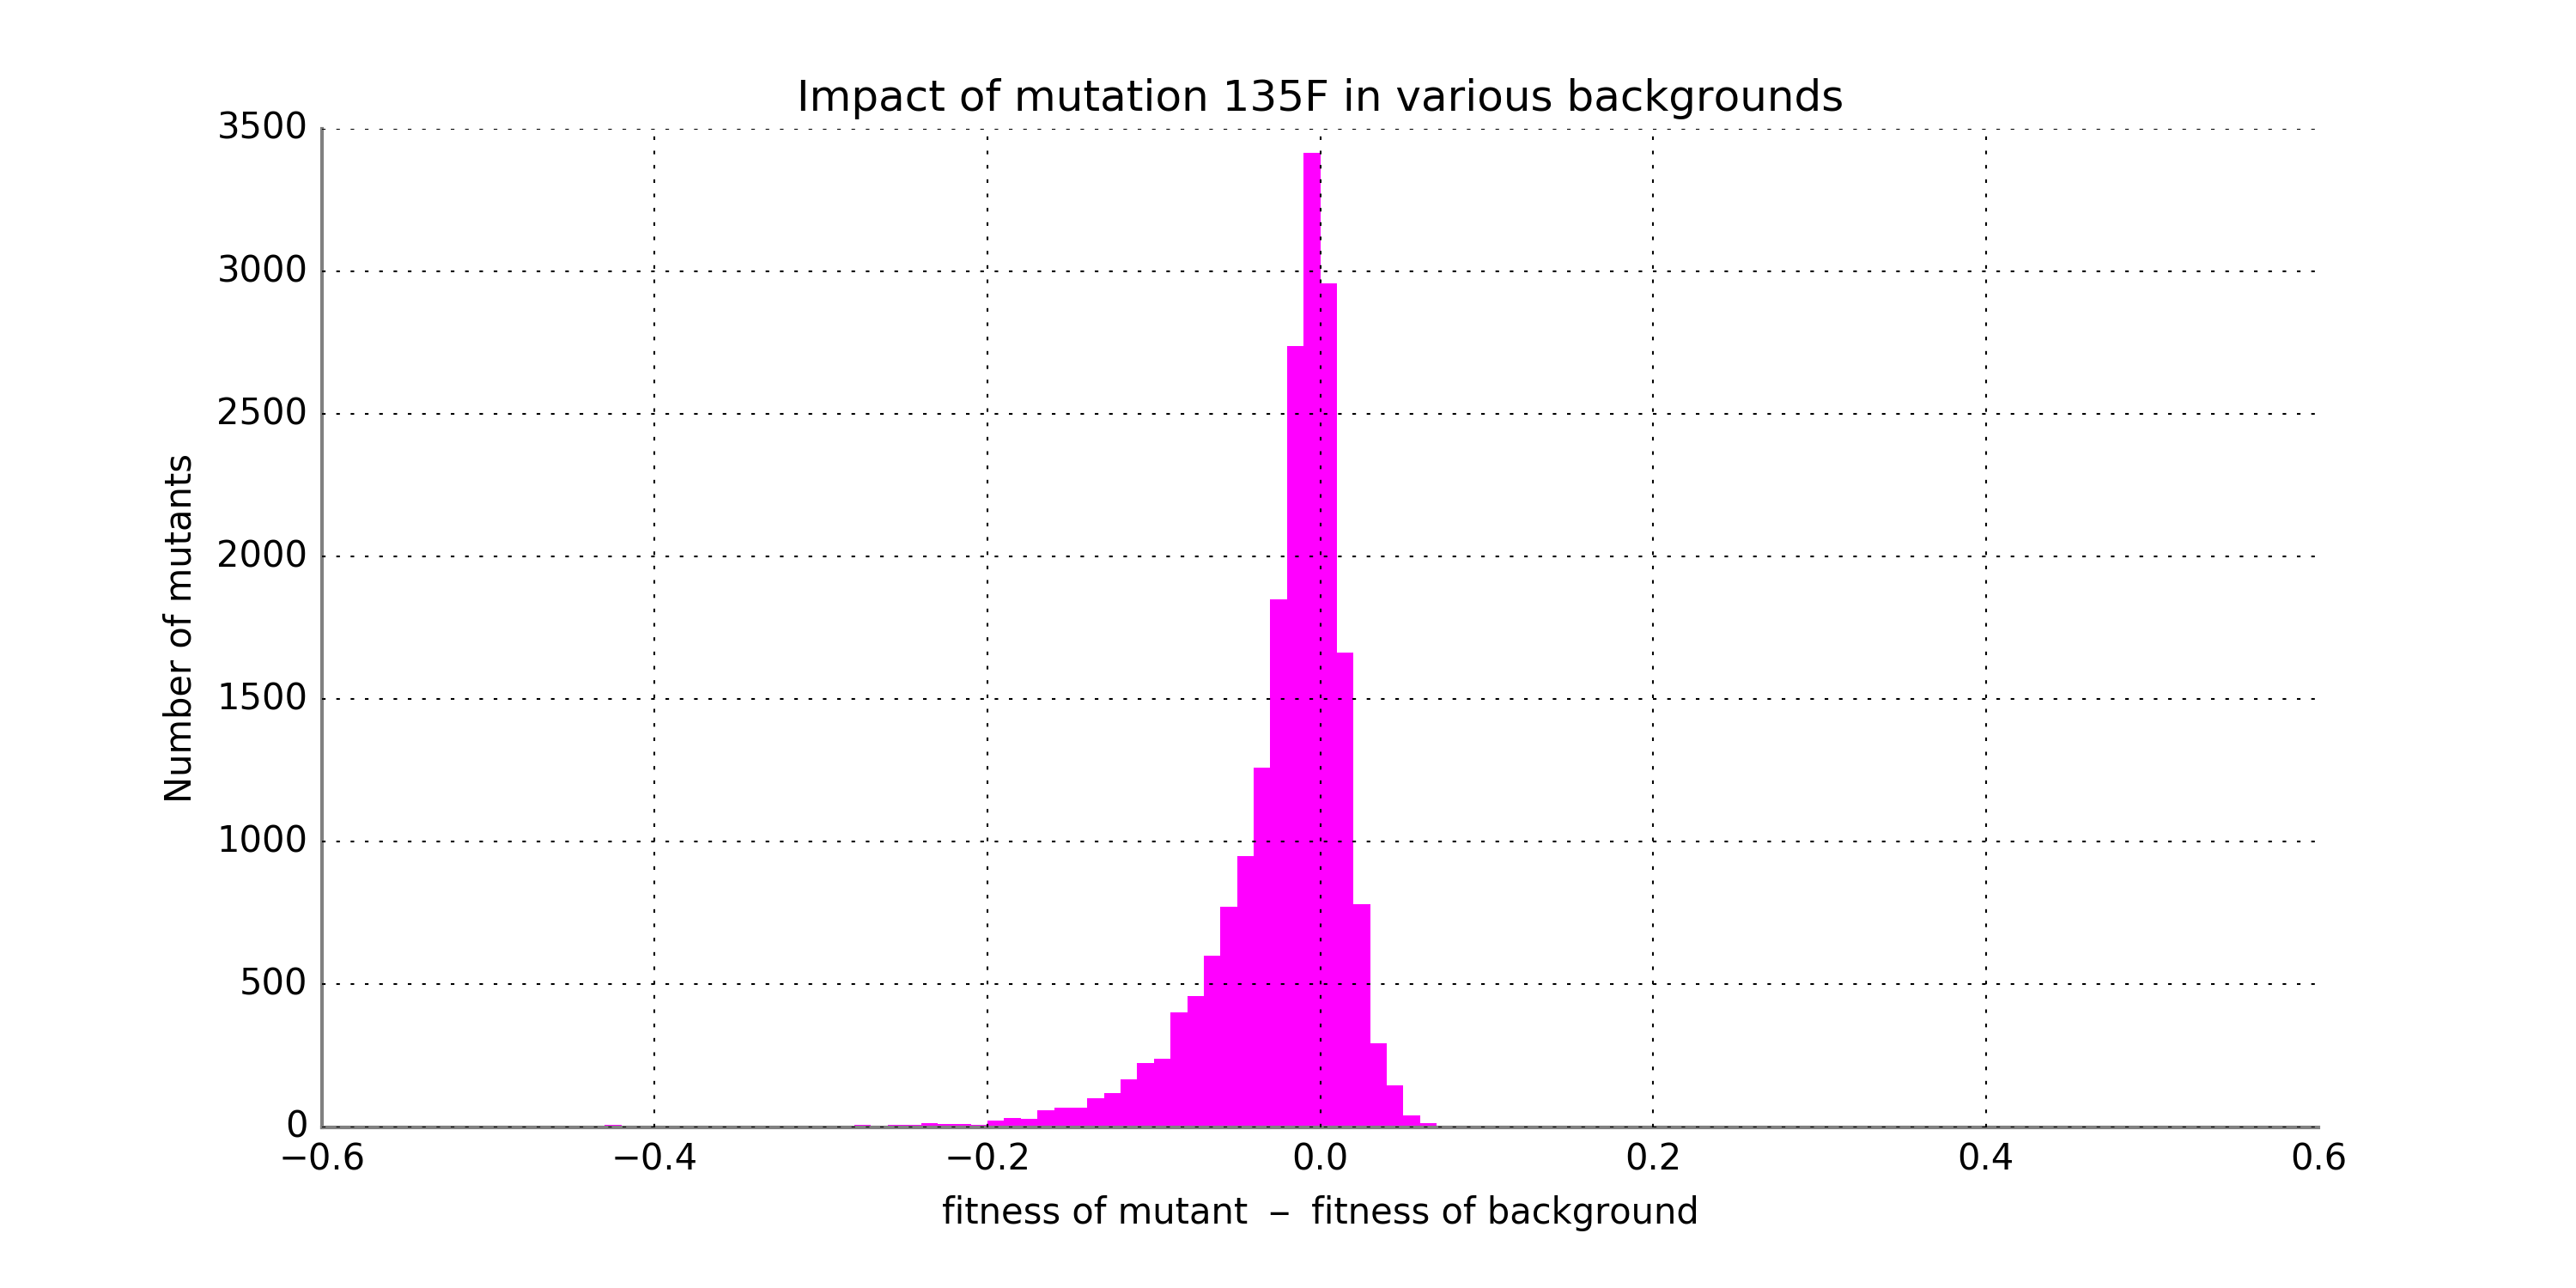 Impact of mutation 135F in various backgrounds
3500
3000
2500
2000
1500
1000
500
0
Number of mutants
−0.6 −0.4 −0.2 0.0 0.2 0.4 0.6
fitness of mutant − fitness of background